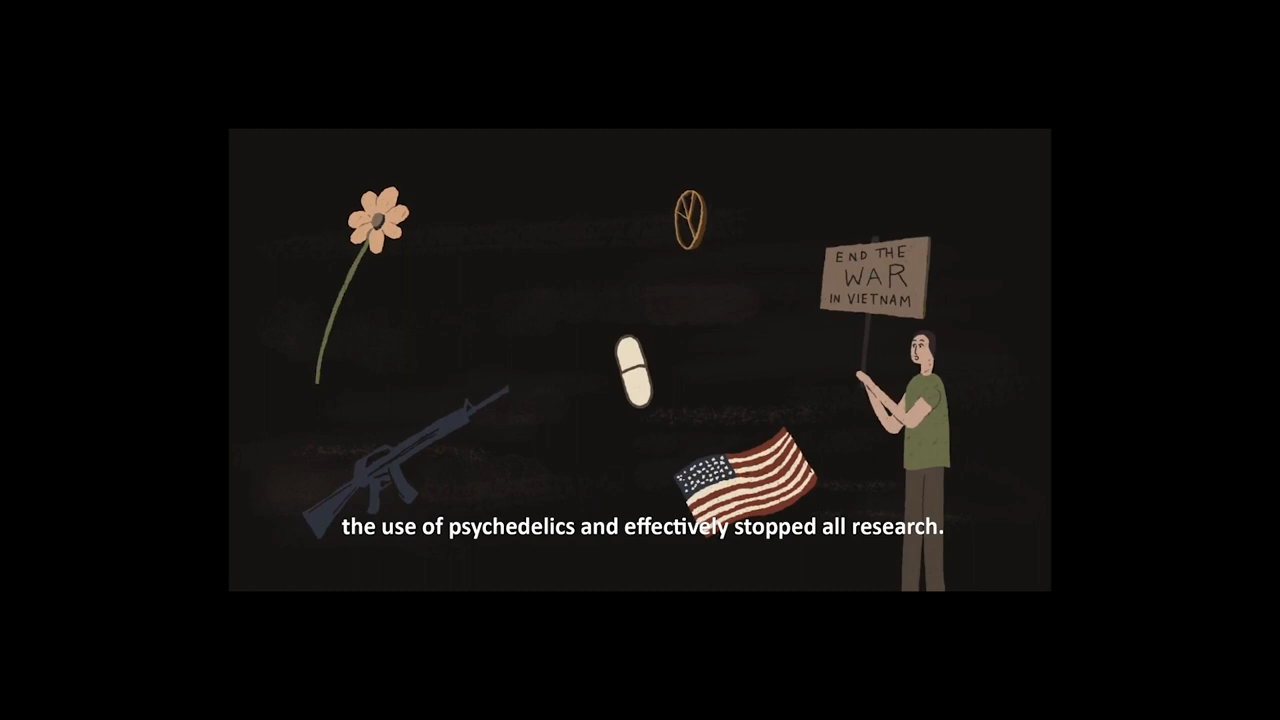 END THE
WAR
IN VIETNAM
the use of psychedelics and effectively stopped all research.